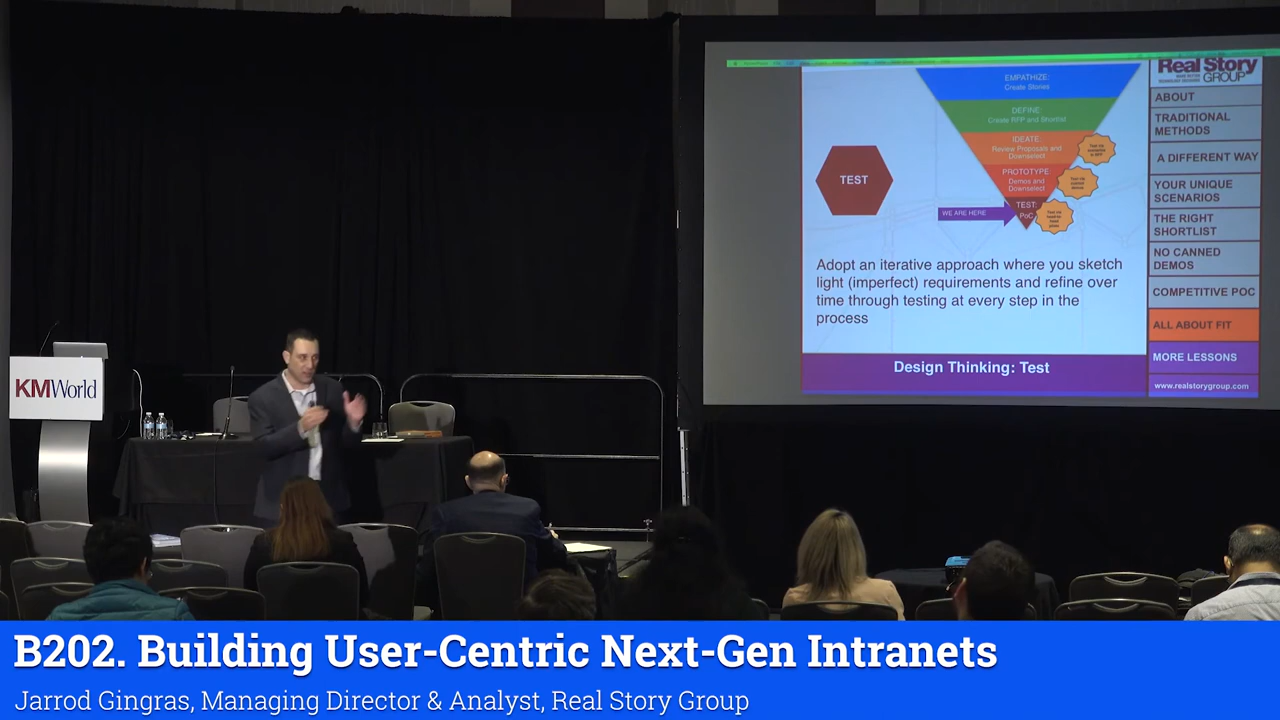 Real Story
GROUP
EMPATHIZE:
Create Stories
DEFINE:
Create RFP and Shortlist
IDEATE:
Review Proposals and
Downselect
PROTOTYPE:
Demos and
Downselect
TEST:
PoC
WE ARE HERE
TEST
Adopt an iterative approach where you sketch
light (imperfect) requirements and refine over
time through testing at every step in the
process
Design Thinking: Test
ABOUT
TRADITIONAL
METHODS
A DIFFERENT WAY
YOUR UNIQUE
SCENARIOS
THE RIGHT
SHORTLIST
NO CANNED
DEMOS
COMPETITIVE POC
ALL ABOUT FIT
MORE LESSONS
www.realstorygroup.com
KMWorld
B202. Building User-Centric Next-Gen Intranets
Jarrod Gingras, Managing Director & Analyst, Real Story Group